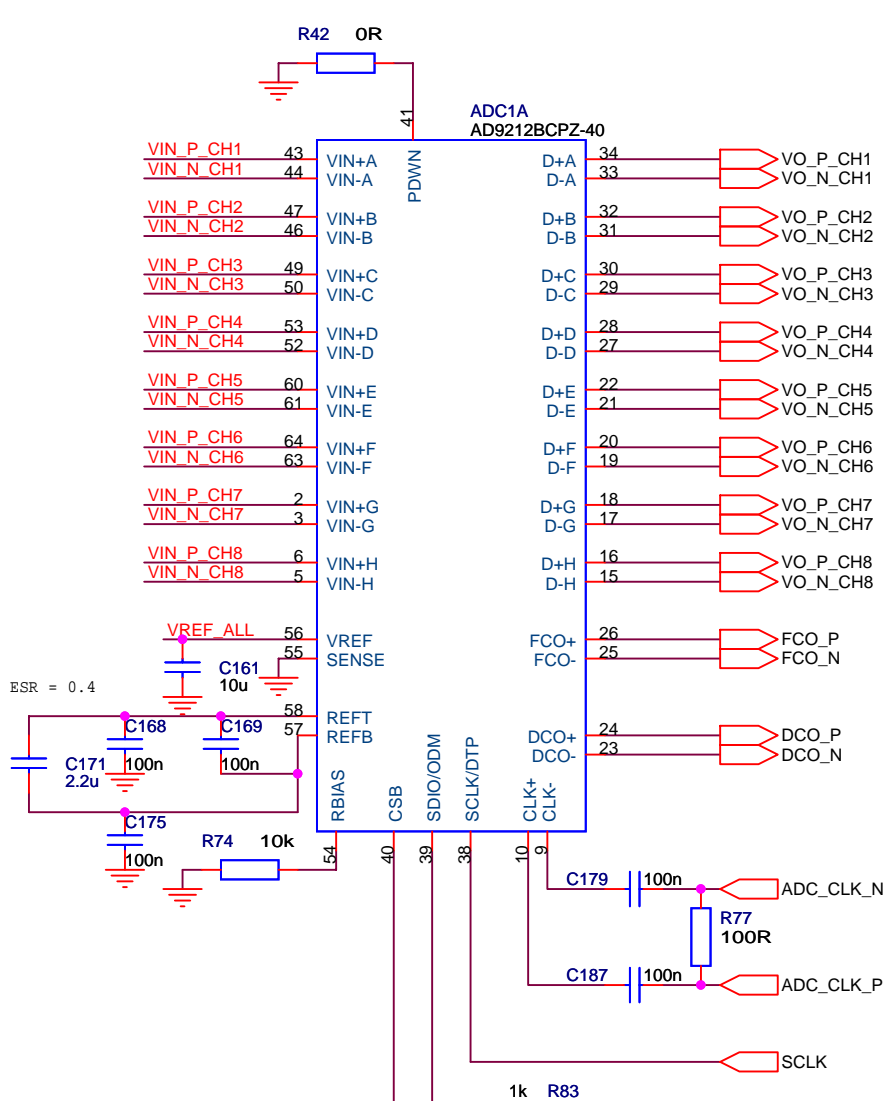 R42 0R
41
ADC1A
AD9212BCPZ-40
PDWN
VIN_P_CH1 43 VIN+A D+A 34 VO_P_CH1
VIN_N_CH1 44 VIN-A D-A 33 VO_N_CH1
VIN_P_CH2 47 VIN+B D+B 32 VO_P_CH2
VIN_N_CH2 46 VIN-B D-B 31 VO_N_CH2
VIN_P_CH3 49 VIN+C D+C 30 VO_P_CH3
VIN_N_CH3 50 VIN-C D-C 29 VO_N_CH3
VIN_P_CH4 53 VIN+D D+D 28 VO_P_CH4
VIN_N_CH4 52 VIN-D D-D 27 VO_N_CH4
VIN_P_CH5 60 VIN+E D+E 22 VO_P_CH5
VIN_N_CH5 61 VIN-E D-E 21 VO_N_CH5
VIN_P_CH6 64 VIN+F D+F 20 VO_P_CH6
VIN_N_CH6 63 VIN-F D-F 19 VO_N_CH6
VIN_P_CH7 2 VIN+G D+G 18 VO_P_CH7
VIN_N_CH7 3 VIN-G D-G 17 VO_N_CH7
VIN_P_CH8 6 VIN+H D+H 16 VO_P_CH8
VIN_N_CH8 5 VIN-H D-H 15 VO_N_CH8
VREF_ALL 56 VREF FCO+ 26 FCO_P
55 SENSE FCO- 25 FCO_N
C161
10u
ESR = 0.4
58 REFT
57 REFB DCO+ 24 DCO_P
DCO- 23 DCO_N
C168
100n
C169
100n
C171
2.2u
C175
100n
RBIAS CSB SDIO/ODM SCLK/DTP CLK+ CLK-
54 40 39 38 10 9
R74 10k
C179 100n ADC_CLK_N
R77
100R
C187 100n ADC_CLK_P
SCLK
1k R83